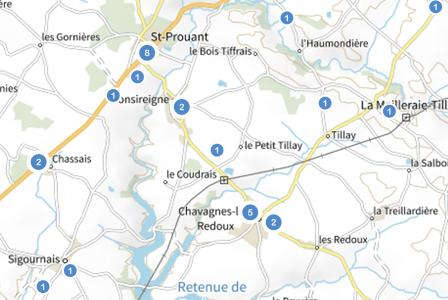 St-Prouant
les Gornières
le Bois Tiffrais
l'Haumondière
8
1
1
1
1
onsireigne
2
1
1
La Meilleraie-Till
Tillay
1
le Petit Tillay
2
Chassais
la Salbo
le Coudrais
Chavagnes-l
Redoux
5
2
la Treillardière
les Redoux
Sigournais
1
1
Retenue de